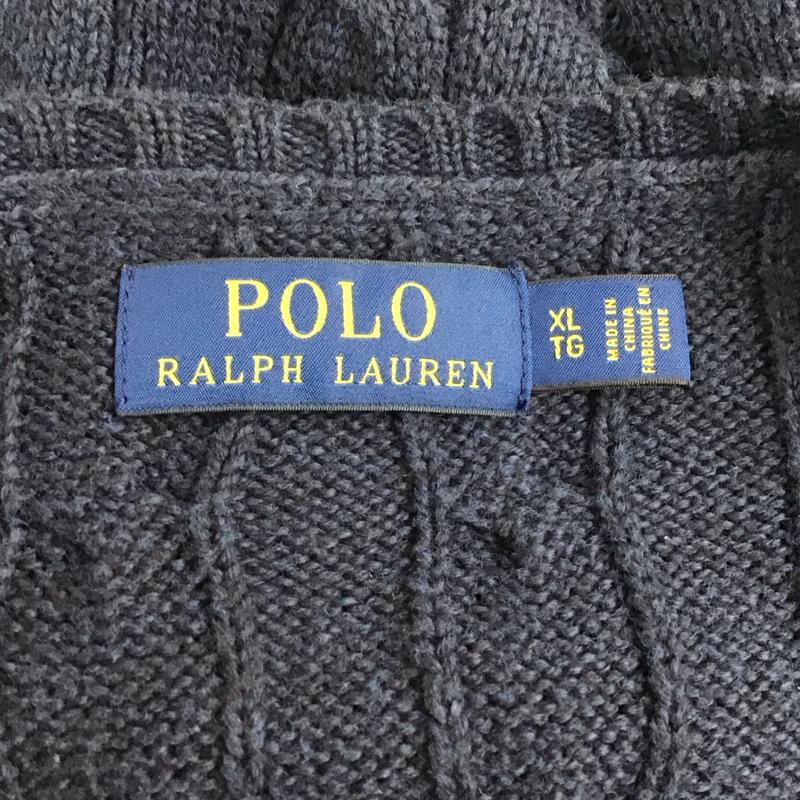 POLO
RALPH LAUREN
XL
TG
MADE IN
CHINA
FABRIQUÉ EN
CHINE